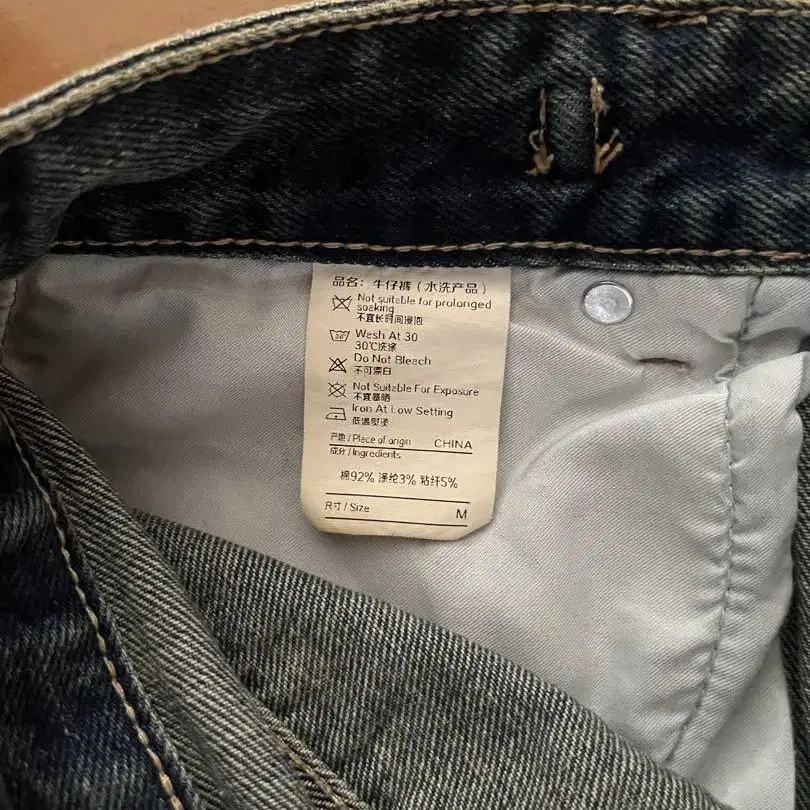 品名：牛仔裤（水洗产品）
Not suitable for prolonged
soaking
不宜长时间浸泡
30°
Wash At 30
30℃洗涤
Do Not Bleach
不可漂白
Not Suitable For Exposure
不宜暴晒
Iron At Low Setting
低温熨烫
产地/Place of origin CHINA
成分/Ingredients
棉92% 涤纶3% 粘纤5%
尺寸/Size M